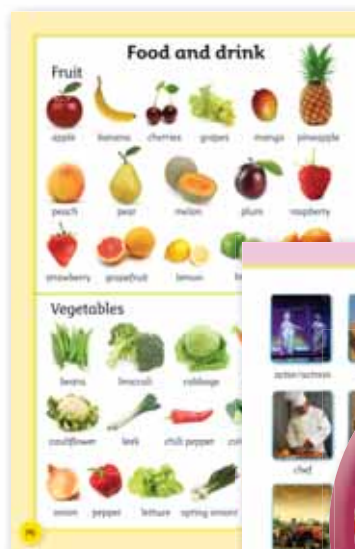 Food and drink
Fruit
apple banana cherries grapes mango pineapple
peach pear melon plum raspberry
strawberry grapefruit lemon
Vegetables
beans broccoli cabbage
cauliflower leek chili pepper
onion pepper lettuce spring onion
actor/actress
chef